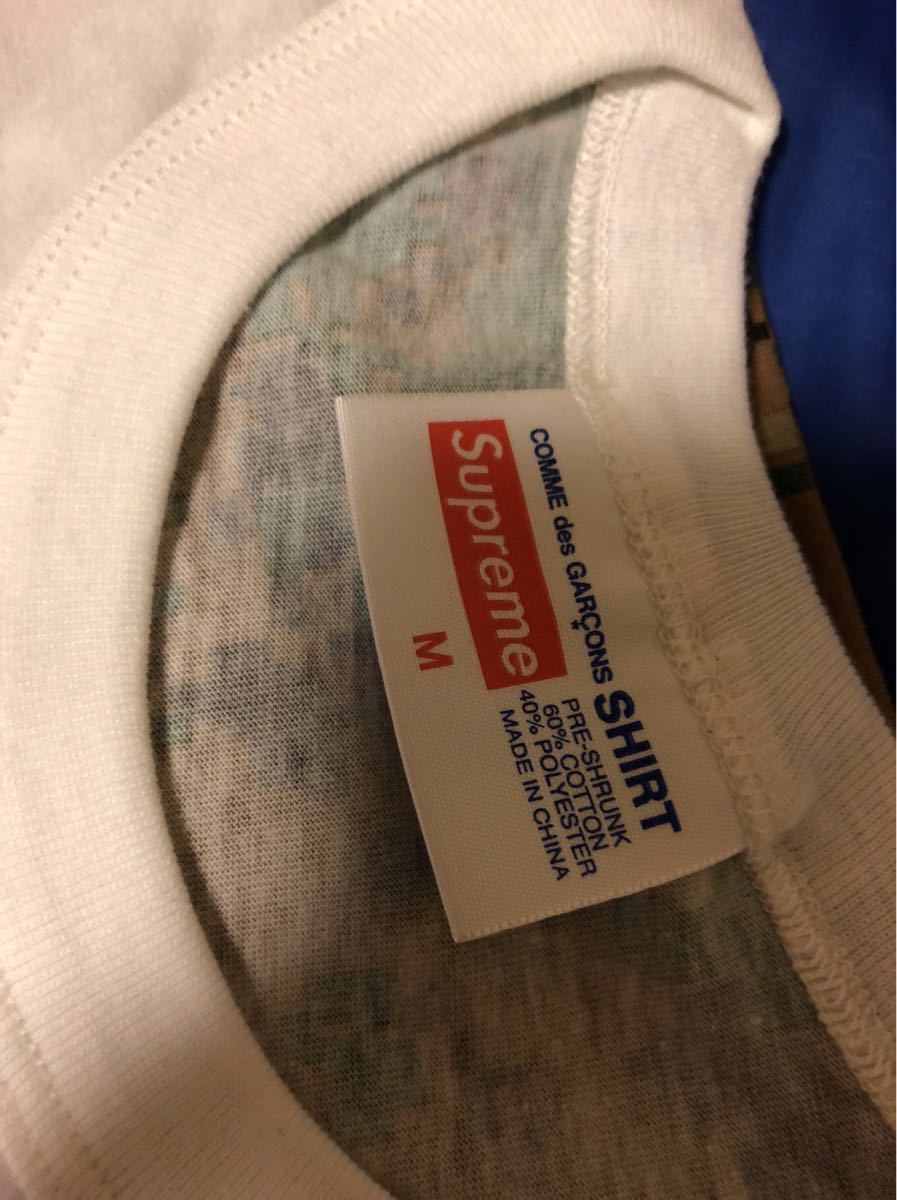 COMME des GARÇONS SHIRT
Supreme
PRE-SHRUNK
60% COTTON
40% POLYESTER
MADE IN CHINA
M